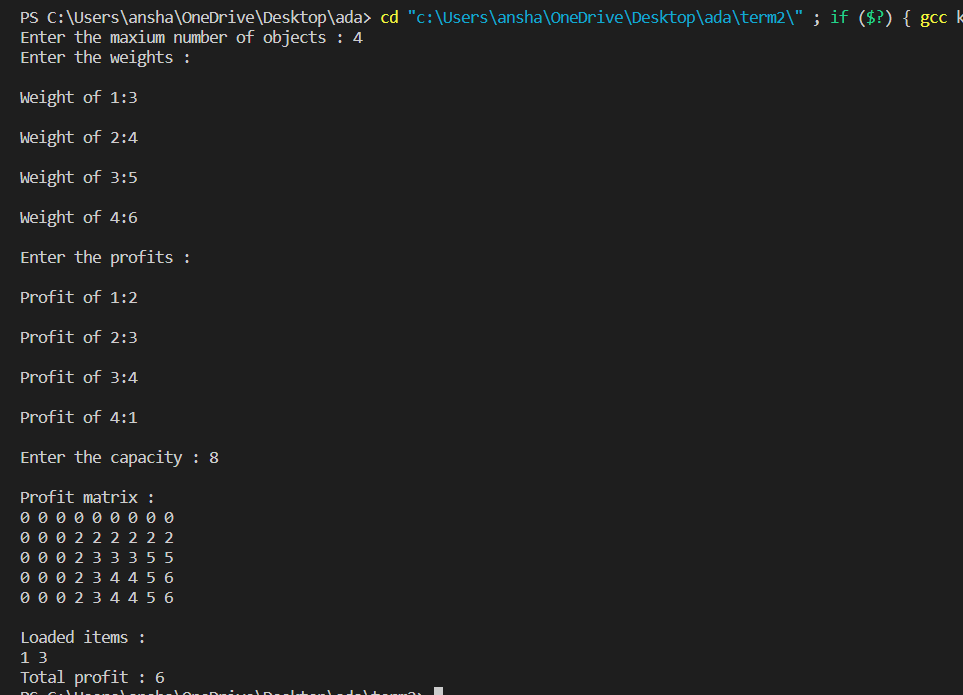 PS C:\Users\ansha\OneDrive\Desktop\ada> cd "c:\Users\ansha\OneDrive\Desktop\ada\term2\" ; if ($?) { gcc k
Enter the maxium number of objects : 4
Enter the weights :
Weight of 1:3
Weight of 2:4
Weight of 3:5
Weight of 4:6
Enter the profits :
Profit of 1:2
Profit of 2:3
Profit of 3:4
Profit of 4:1
Enter the capacity : 8
Profit matrix :
0 0 0 0 0 0 0 0 0
0 0 0 2 2 2 2 2 2
0 0 0 2 3 3 3 5 5
0 0 0 2 3 4 4 5 6
0 0 0 2 3 4 4 5 6
Loaded items :
1 3
Total profit : 6
PS C:\Users\ansha\OneDrive\Desktop\ada\term2>